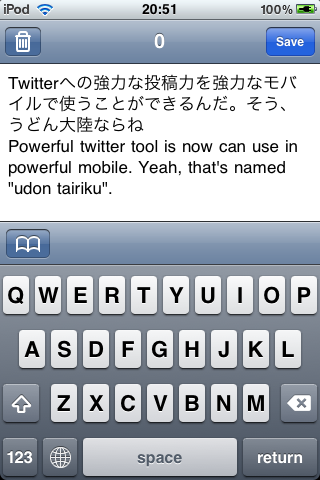 iPod 20:51 100%
0 Save
Twitterへの強力な投稿力を強力なモバ
イルで使うことができるんだ。そう、
うどん大陸ならね
Powerful twitter tool is now can use in
powerful mobile. Yeah, that's named
"udon tairiku".
Q W E R T Y U I O P
A S D F G H J K L
Z X C V B N M
123 space return